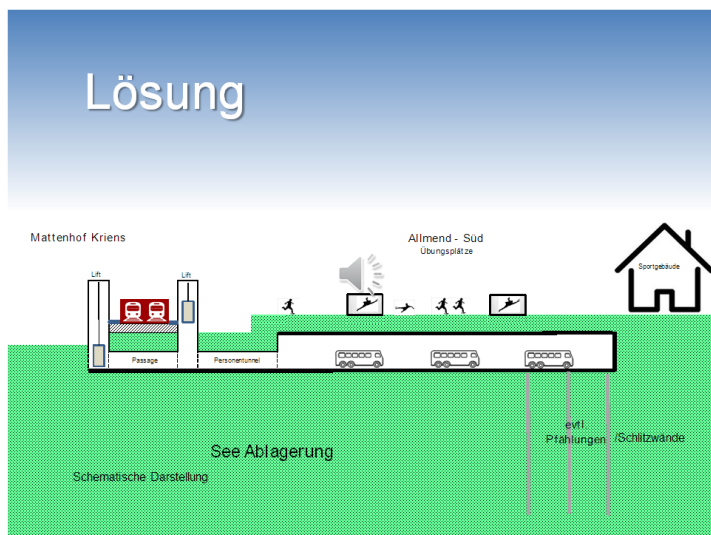 Lösung
Mattenhof Kriens
Allmend - Süd
Übungsplätze
Sportgebäude
Lift
Lift
Passage
Personentunnel
evtl.
Pfählungen
/Schlitzwände
See Ablagerung
Schematische Darstellung